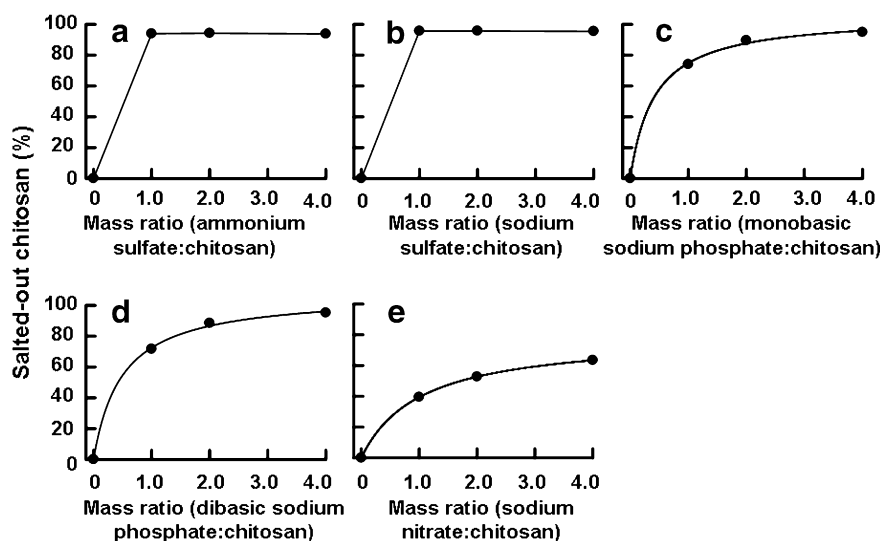 Salted-out chitosan (%)
a
100
80
60
40
20
0
0 1.0 2.0 3.0 4.0
Mass ratio (ammonium
sulfate:chitosan)
b
0 1.0 2.0 3.0 4.0
Mass ratio (sodium
sulfate:chitosan)
c
0 1.0 2.0 3.0 4.0
Mass ratio (monobasic
sodium phosphate:chitosan)
d
100
80
60
40
20
0
0 1.0 2.0 3.0 4.0
Mass ratio (dibasic sodium
phosphate:chitosan)
e
0 1.0 2.0 3.0 4.0
Mass ratio (sodium
nitrate:chitosan)